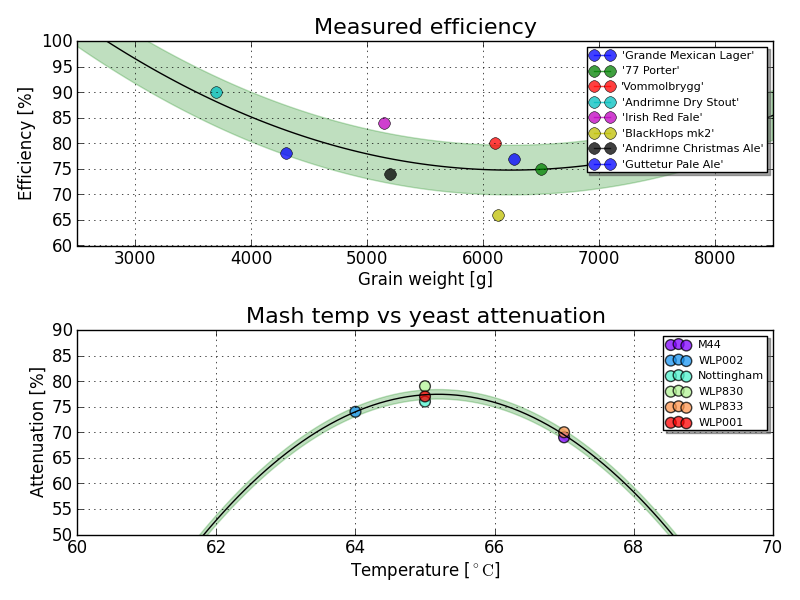 Measured efficiency
100
95
90
85
80
75
70
65
60
Efficiency [%]
3000 4000 5000 6000 7000 8000
Grain weight [g]
'Grande Mexican Lager'
'77 Porter'
'Vommolbrygg'
'Andrimne Dry Stout'
'Irish Red Fale'
'BlackHops mk2'
'Andrimne Christmas Ale'
'Guttetur Pale Ale'
Mash temp vs yeast attenuation
90
85
80
75
70
65
60
55
50
Attenuation [%]
60 62 64 66 68 70
Temperature [°C]
M44
WLP002
Nottingham
WLP830
WLP833
WLP001